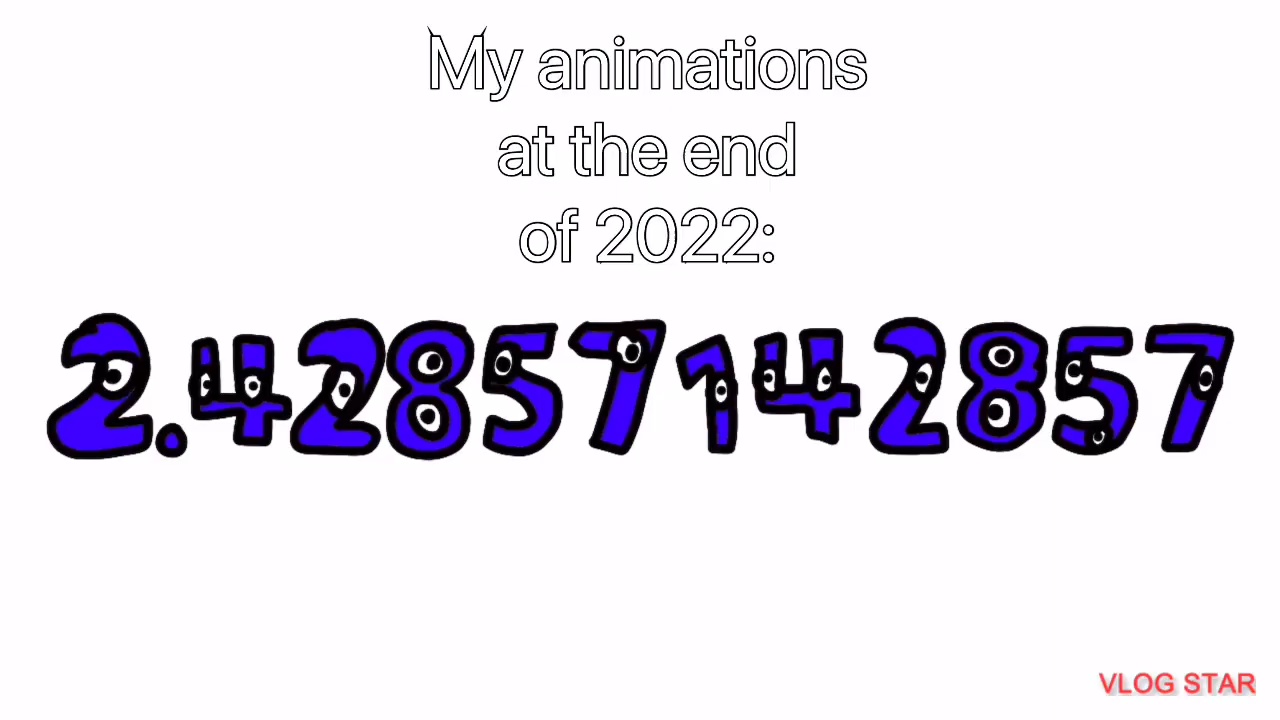 My animations
at the end
of 2022:
2.42857142857
VLOG STAR